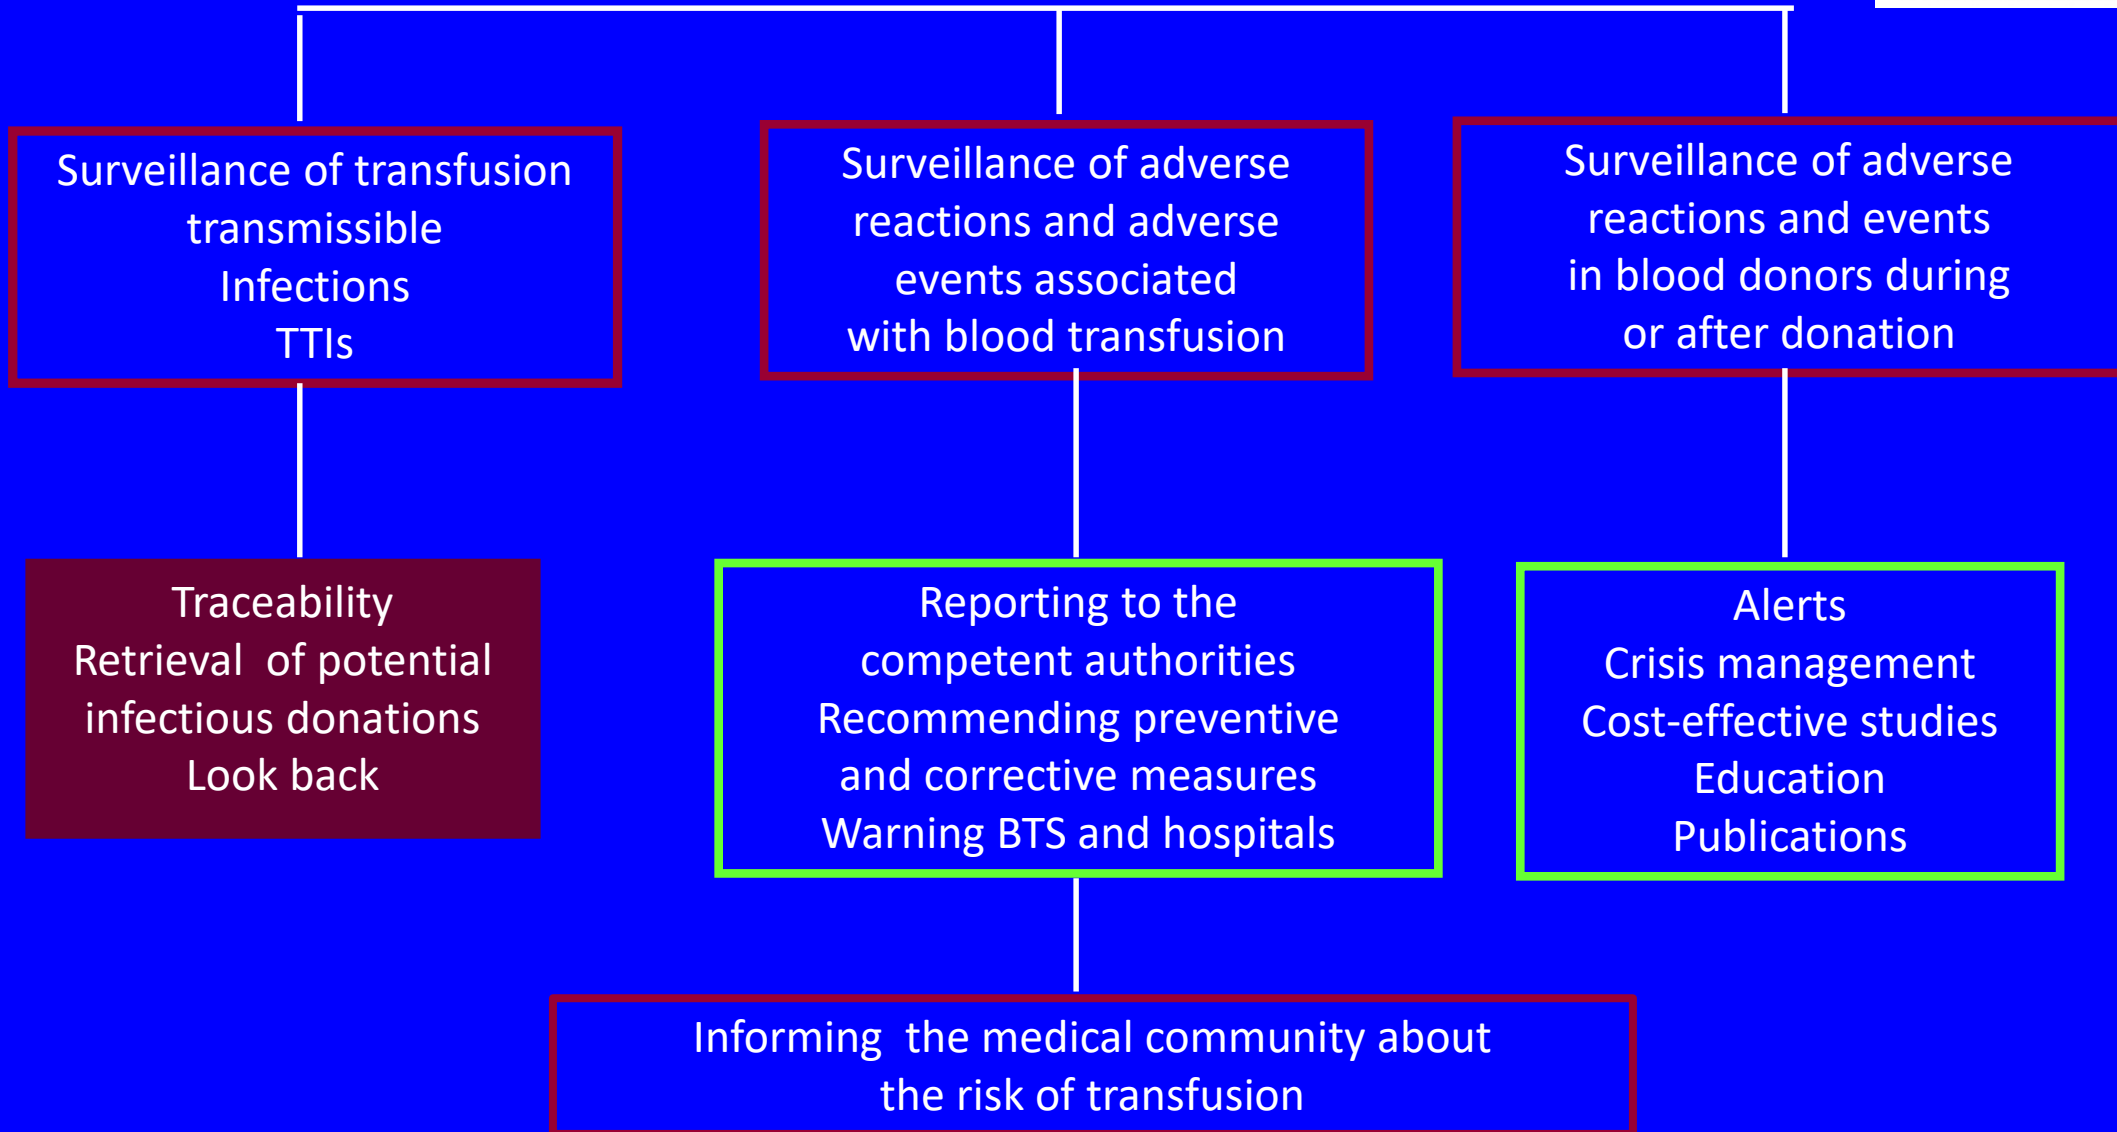 Surveillance of transfusion
transmissible
Infections
TTIs
Surveillance of adverse
reactions and adverse
events associated
with blood transfusion
Surveillance of adverse
reactions and events
in blood donors during
or after donation
Traceability
Retrieval  of potential
infectious donations
Look back
Reporting to the
competent authorities
Recommending preventive
and corrective measures
Warning BTS and hospitals
Alerts
Crisis management
Cost-effective studies
Education
Publications
Informing  the medical community about
the risk of transfusion